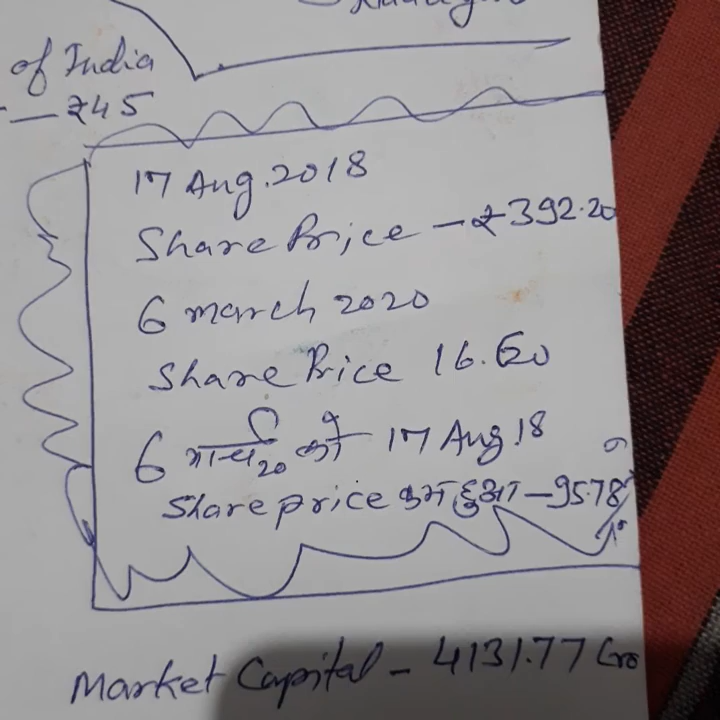 of India
— ₹45
17 Aug. 2018
Share Price — ₹392.20
6 march 2020
Share Price 16.60
6 मार्च 20 को 17 Aug 18
Share price कम हुआ — 95.78%
Market Capital - 4131.77 Cro